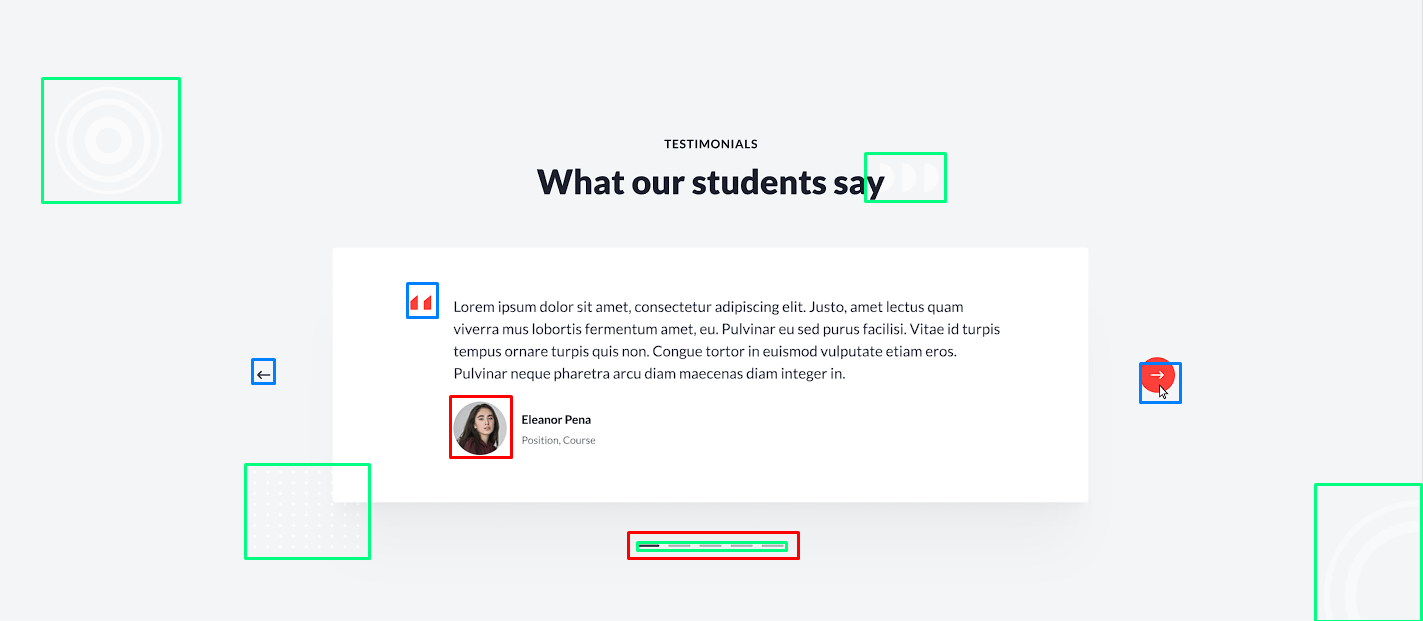 TESTIMONIALS
What our students say
Lorem ipsum dolor sit amet, consectetur adipiscing elit. Justo, amet lectus quam
viverra mus lobortis fermentum amet, eu. Pulvinar eu sed purus facilisi. Vitae id turpis
tempus ornare turpis quis non. Congue tortor in euismod vulputate etiam eros.
Pulvinar neque pharetra arcu diam maecenas diam integer in.
Eleanor Pena
Position, Course